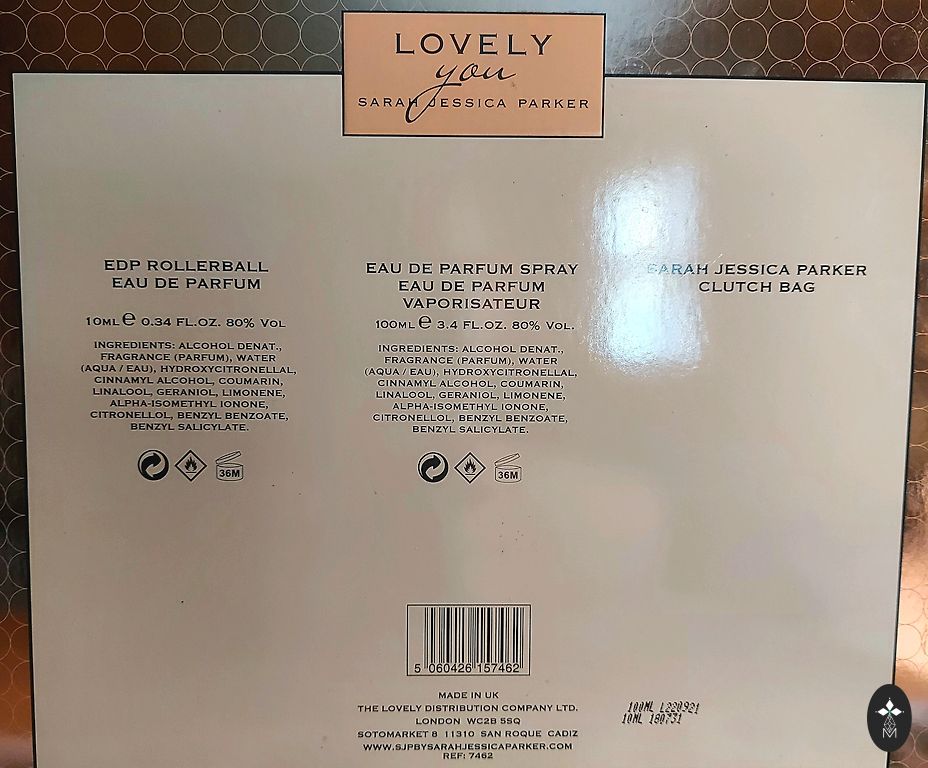 LOVELY
you
SARAH JESSICA PARKER
EDP ROLLERBALL
EAU DE PARFUM
10ML e 0.34 FL.OZ. 80% VOL
INGREDIENTS: ALCOHOL DENAT.,
FRAGRANCE (PARFUM), WATER
(AQUA / EAU), HYDROXYCITRONELLAL,
CINNAMYL ALCOHOL, COUMARIN,
LINALOOL, GERANIOL, LIMONENE,
ALPHA-ISOMETHYL IONONE,
CITRONELLOL, BENZYL BENZOATE,
BENZYL SALICYLATE.
36M
EAU DE PARFUM SPRAY
EAU DE PARFUM
VAPORISATEUR
100ML e 3.4 FL.OZ. 80% VOL.
INGREDIENTS: ALCOHOL DENAT.,
FRAGRANCE (PARFUM), WATER
(AQUA / EAU), HYDROXYCITRONELLAL,
CINNAMYL ALCOHOL, COUMARIN,
LINALOOL, GERANIOL, LIMONENE,
ALPHA-ISOMETHYL IONONE,
CITRONELLOL, BENZYL BENZOATE,
BENZYL SALICYLATE.
36M
SARAH JESSICA PARKER
CLUTCH BAG
5 060426 157462
MADE IN UK
THE LOVELY DISTRIBUTION COMPANY LTD.
LONDON WC2B 5SQ
SOTOMARKET 8 11310 SAN ROQUE CADIZ
WWW.SJPBYSARAHJESSICAPARKER.COM
REF: 7462
100ML L220921
10ML 180731
M